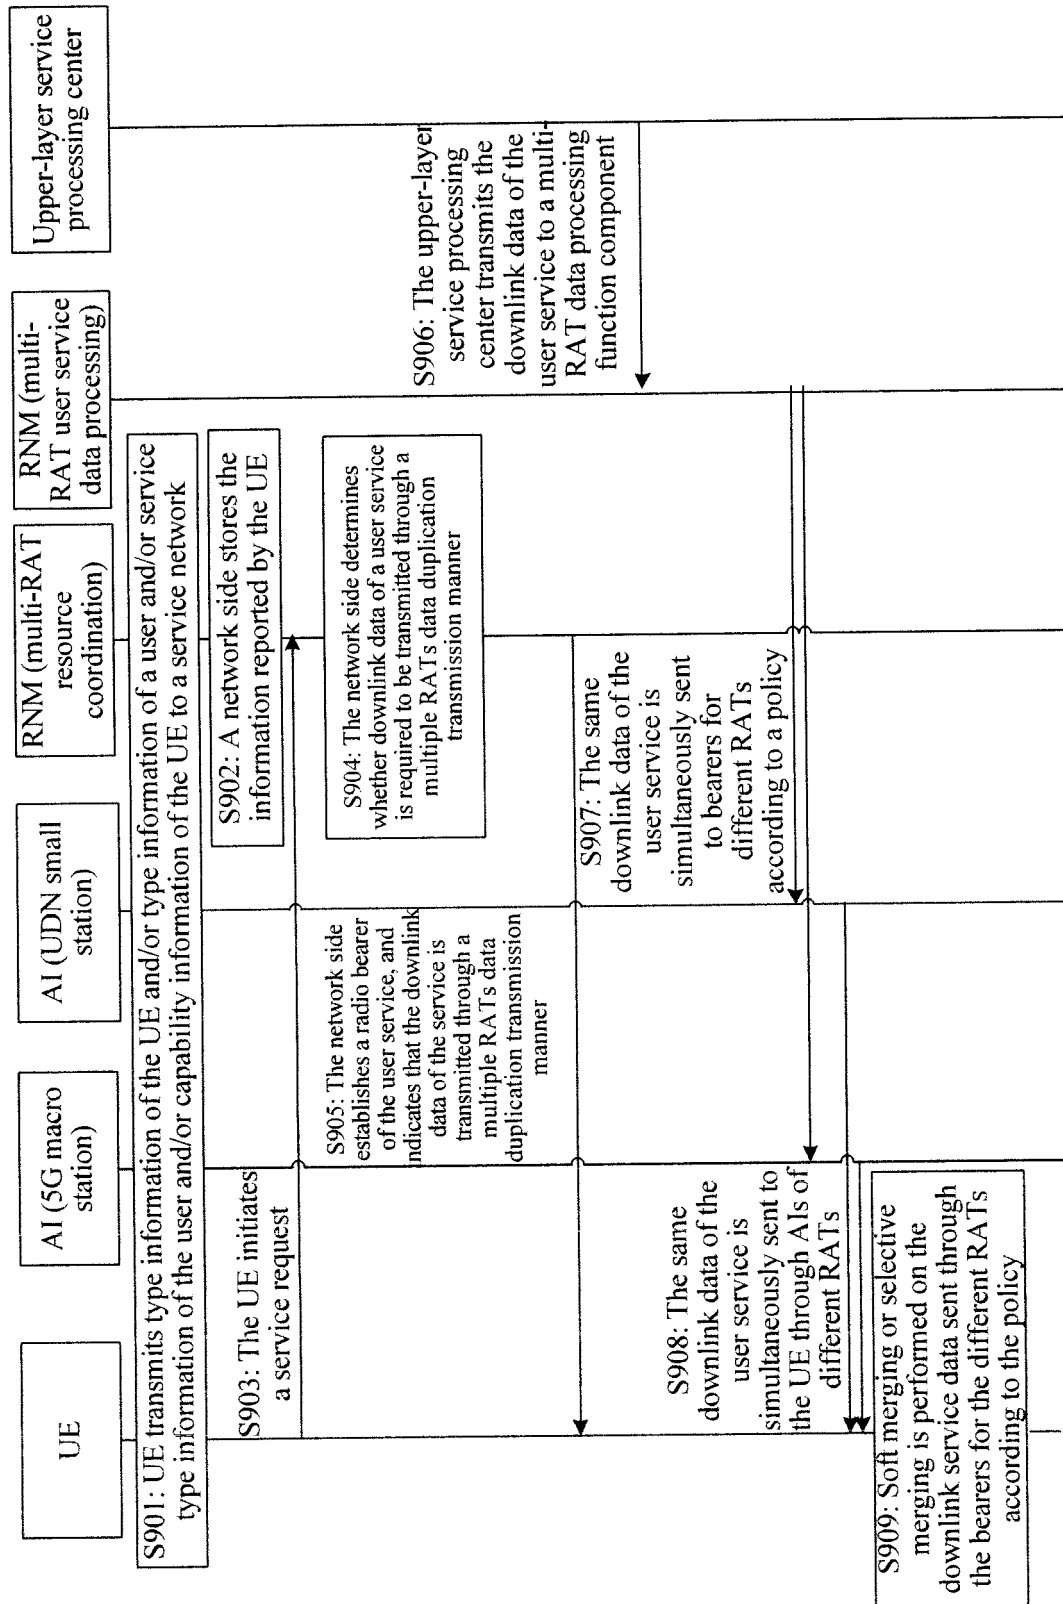 UE
AI (5G macro
station)
AI (UDN small
station)
RNM (multi-RAT
resource
coordination)
RNM (multi-
RAT user service
data processing)
Upper-layer service
processing center
S901: UE transmits type information of the UE and/or type information of a user and/or service
type information of the user and/or capability information of the UE to a service network
S902: A network side stores the
information reported by the UE
S903: The UE initiates
a service request
S904: The network side determines
whether downlink data of a user service
is required to be transmitted through a
multiple RATs data duplication
transmission manner
S905: The network side
establishes a radio bearer
of the user service, and
indicates that the downlink
data of the service is
transmitted through a
multiple RATs data
duplication transmission
manner
S906: The upper-layer
service processing
center transmits the
downlink data of the
user service to a multi-
RAT data processing
function component
S907: The same
downlink data of the
user service is
simultaneously sent
to bearers for
different RATs
according to a policy
S908: The same
downlink data of the
user service is
simultaneously sent to
the UE through AIs of
different RATs
S909: Soft merging or selective
merging is performed on the
downlink service data sent through
the bearers for the different RATs
according to the policy